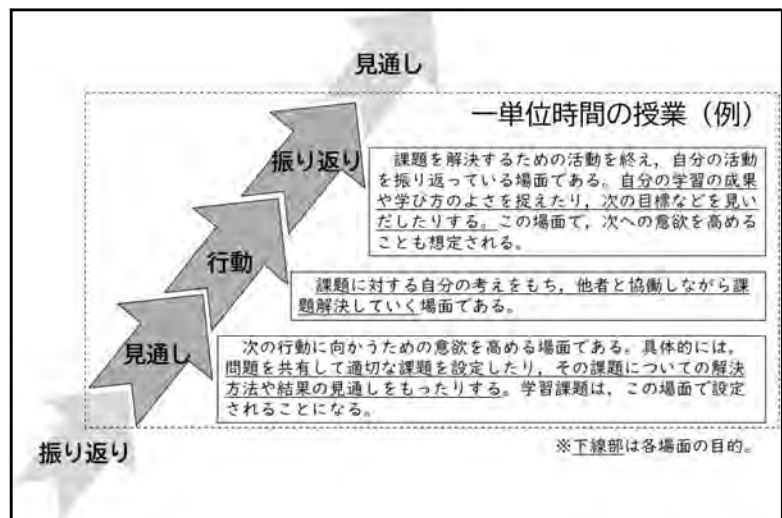 見通し
一単位時間の授業（例）
振り返り
課題を解決するための活動を終え，自分の活動
を振り返っている場面である。自分の学習の成果
や学び方のよさを捉えたり，次の目標などを見い
だしたりする。この場面で，次への意欲を高める
ことも想定される。
行動
課題に対する自分の考えをもち，他者と協働しながら課
題解決していく場面である。
見通し
次の行動に向かうための意欲を高める場面である。具体的には，
問題を共有して適切な課題を設定したり，その課題についての解決
方法や結果の見通しをもったりする。学習課題は，この場面で設定
されることになる。
振り返り
※下線部は各場面の目的。